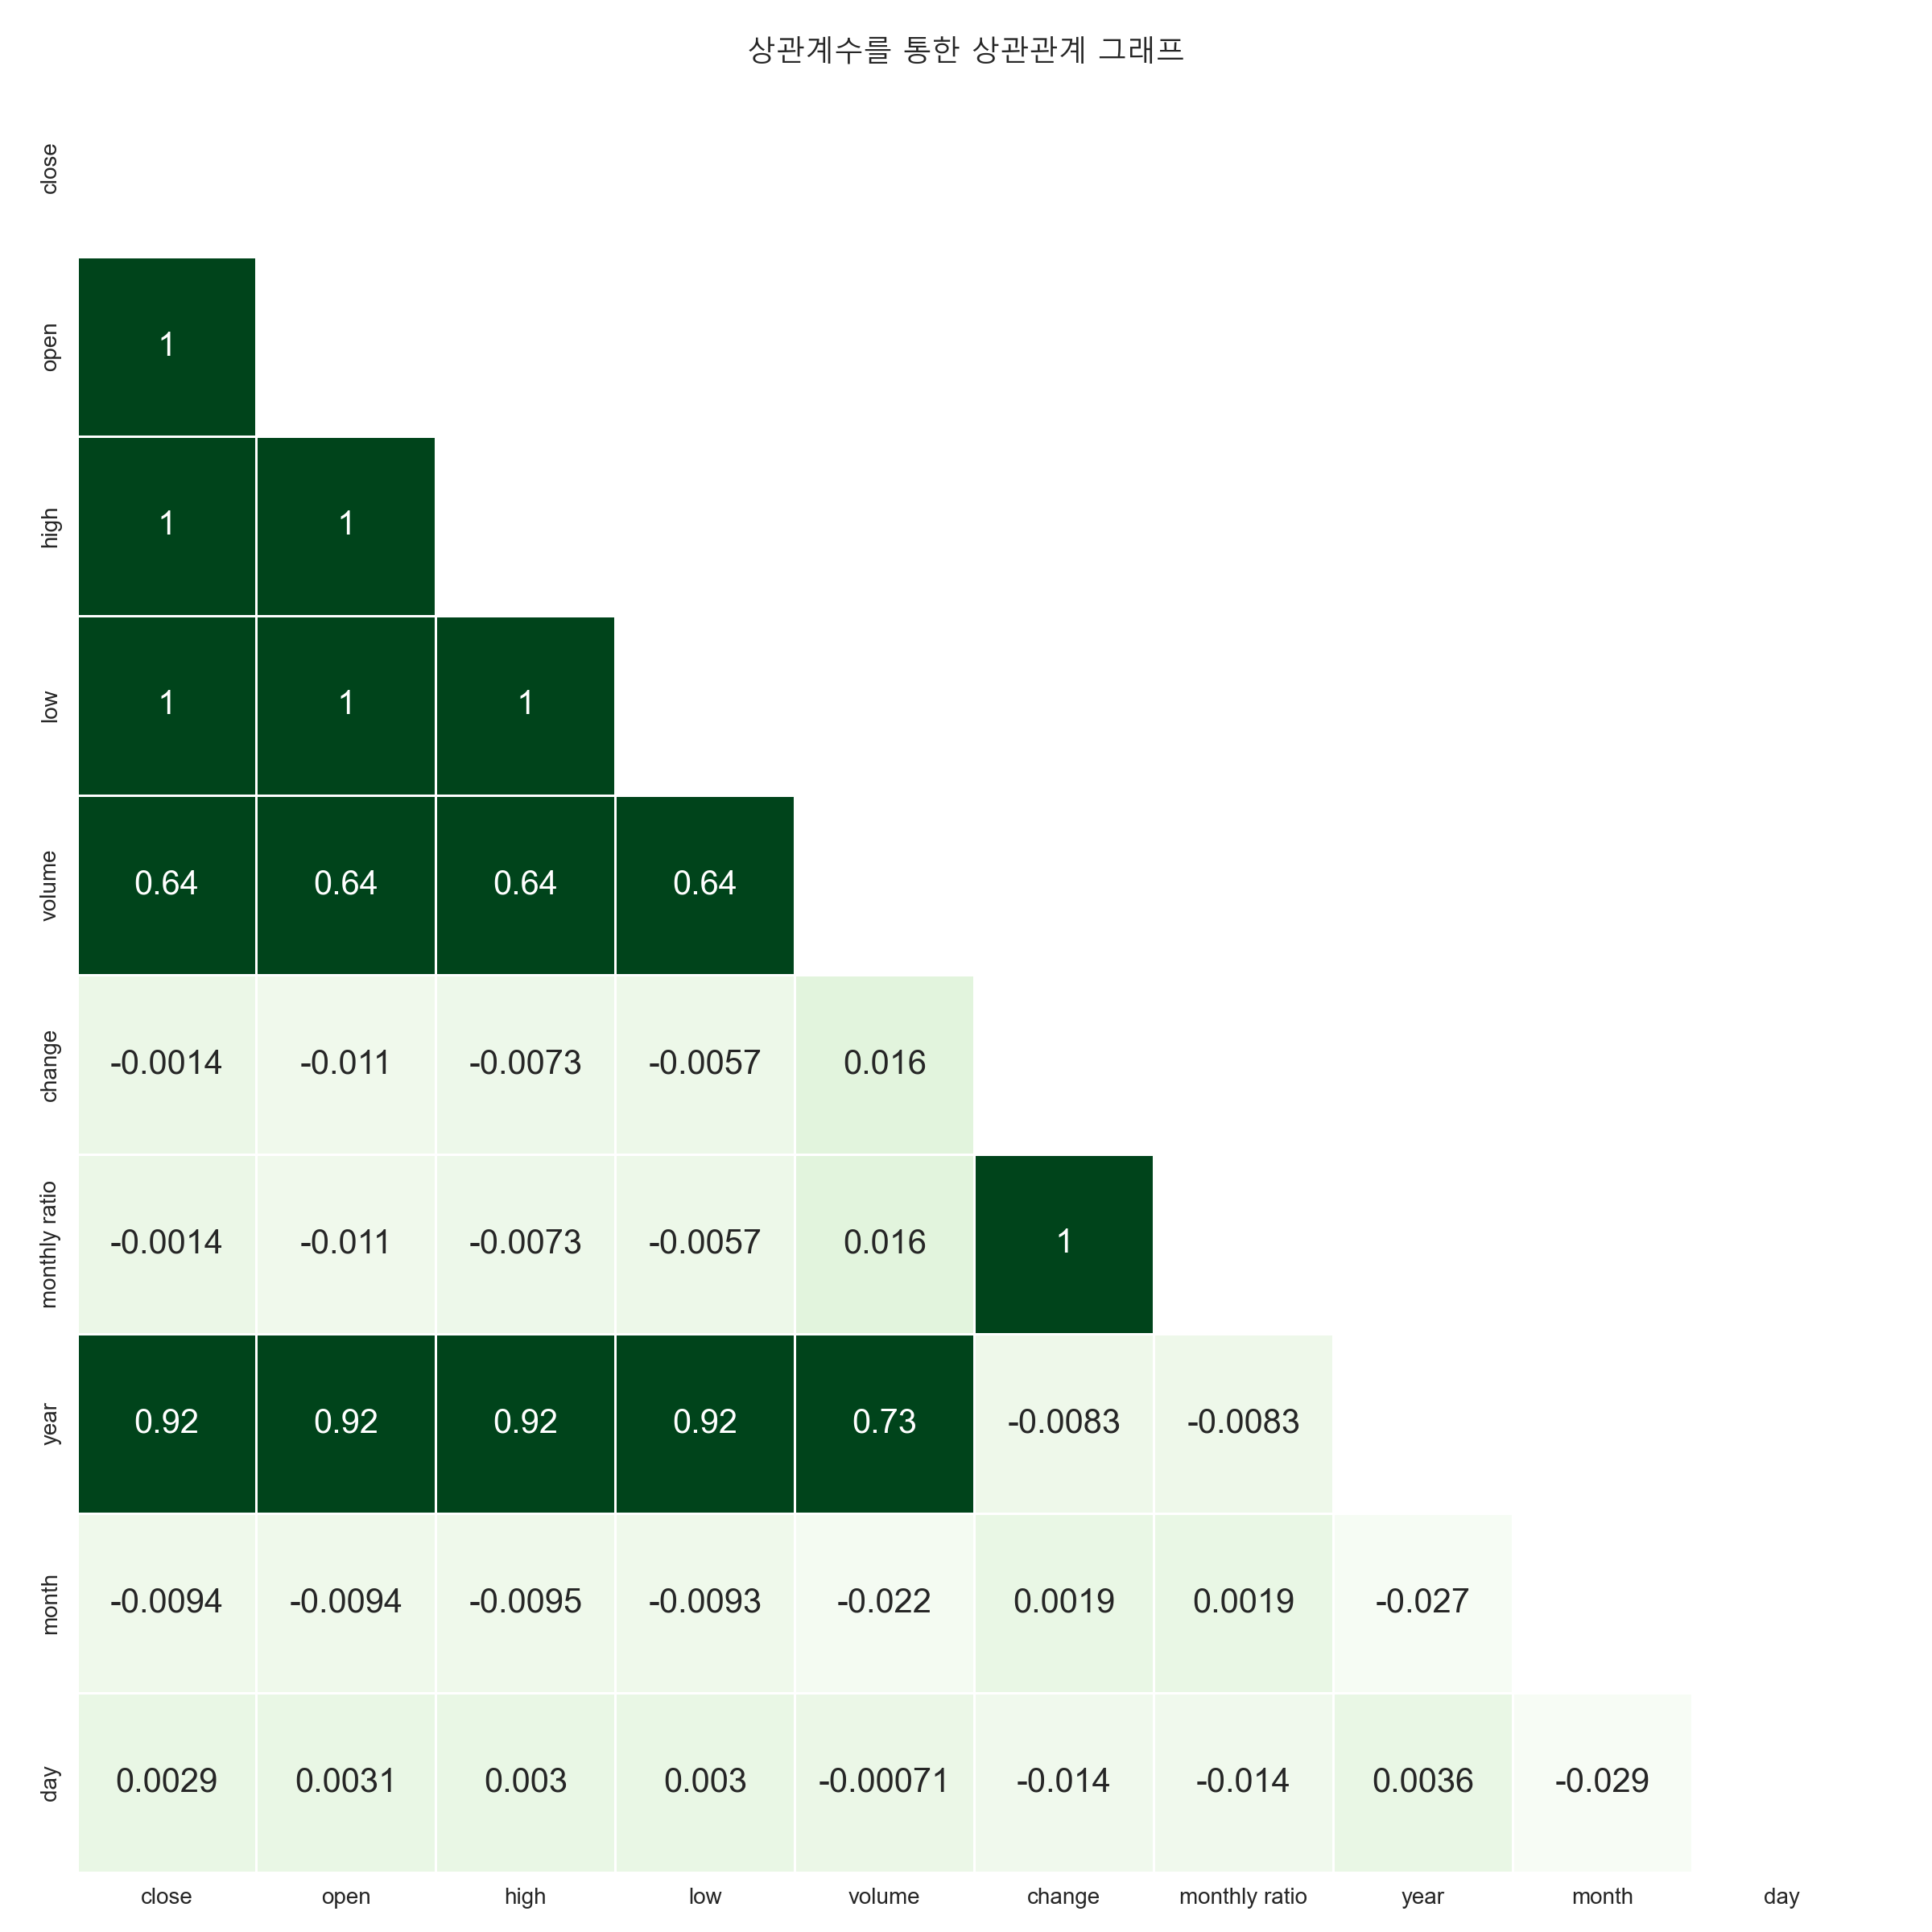 상관계수를 통한 상관관계 그래프
close
open 1
high 1 1
low 1 1 1
volume 0.64 0.64 0.64 0.64
change -0.0014 -0.011 -0.0073 -0.0057 0.016
monthly ratio -0.0014 -0.011 -0.0073 -0.0057 0.016 1
year 0.92 0.92 0.92 0.92 0.73 -0.0083 -0.0083
month -0.0094 -0.0094 -0.0095 -0.0093 -0.022 0.0019 0.0019 -0.027
day 0.0029 0.0031 0.003 0.003 -0.00071 -0.014 -0.014 0.0036 -0.029
close open high low volume change monthly ratio year month day